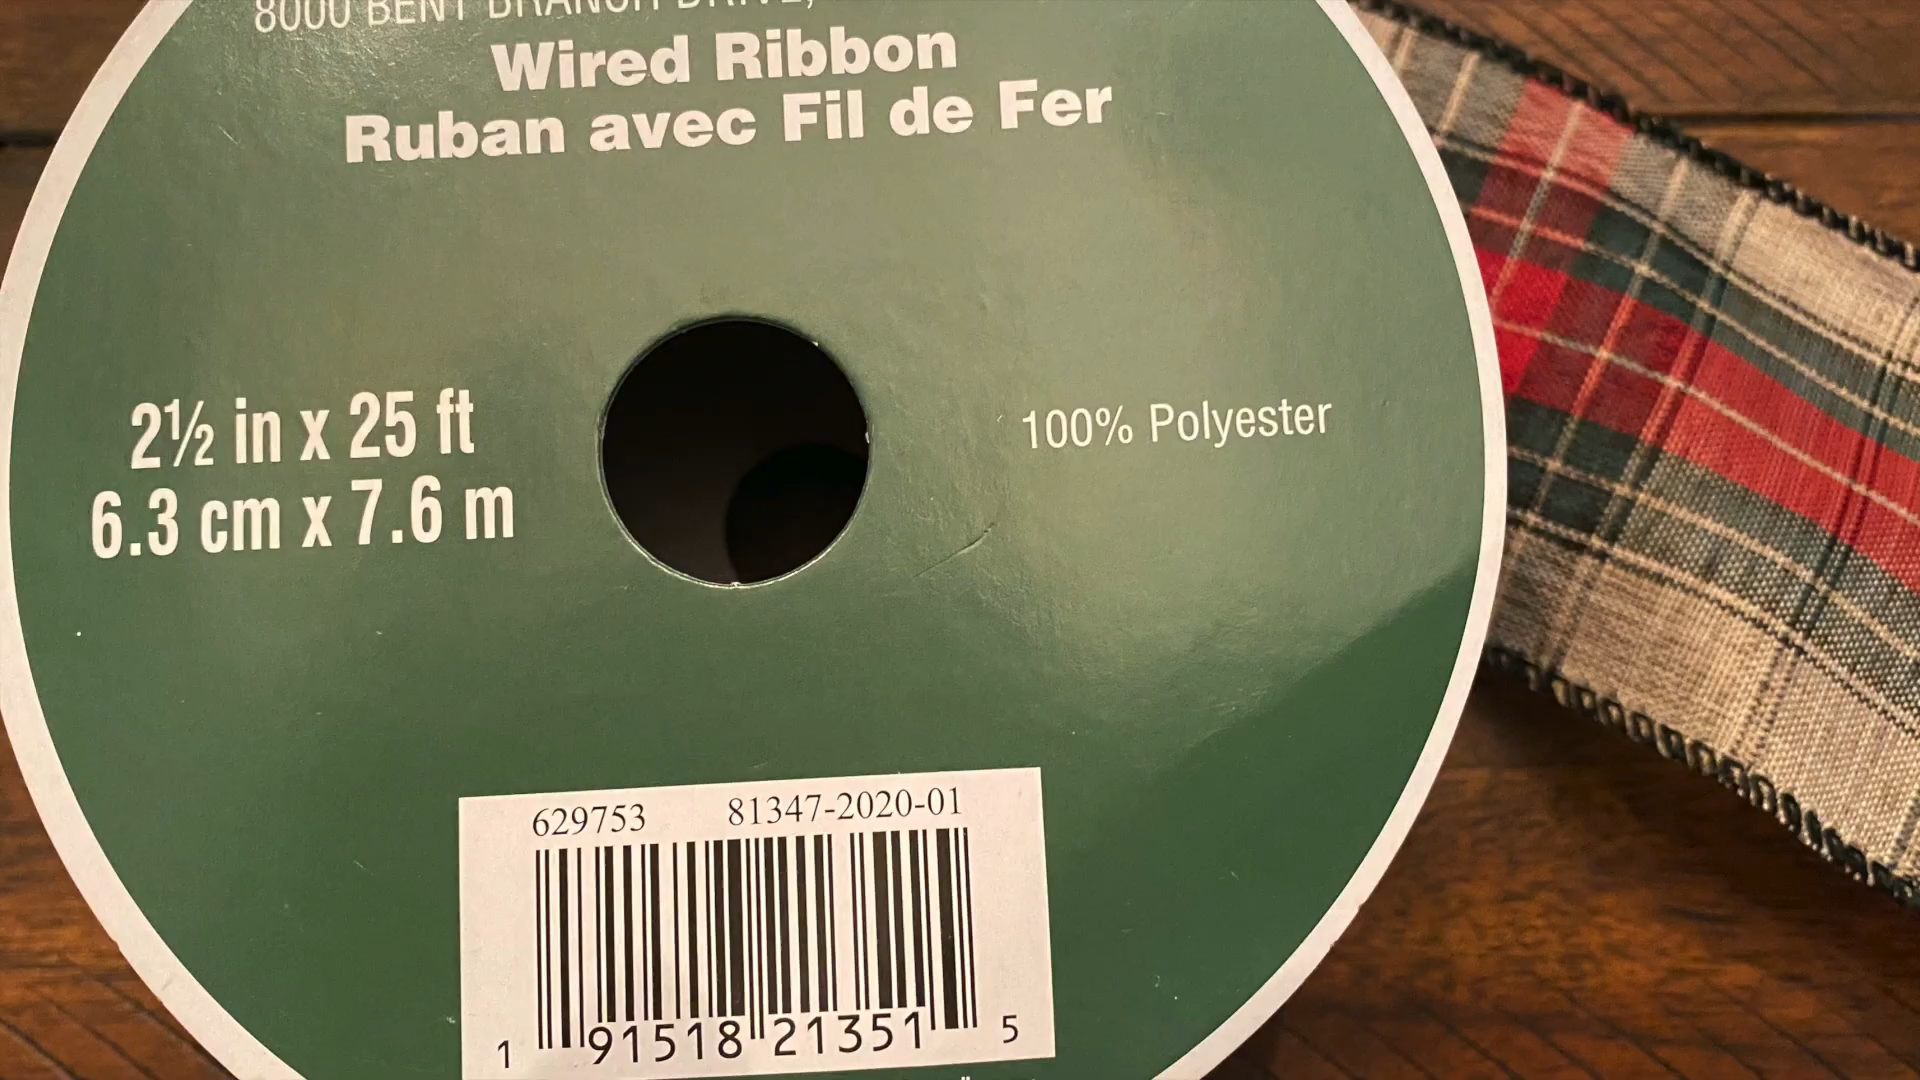 8000 BENT BRANCH DRIVE,
Wired Ribbon
Ruban avec Fil de Fer
2½ in x 25 ft
6.3 cm x 7.6 m
100% Polyester
629753 81347-2020-01
1 91518 21351 5